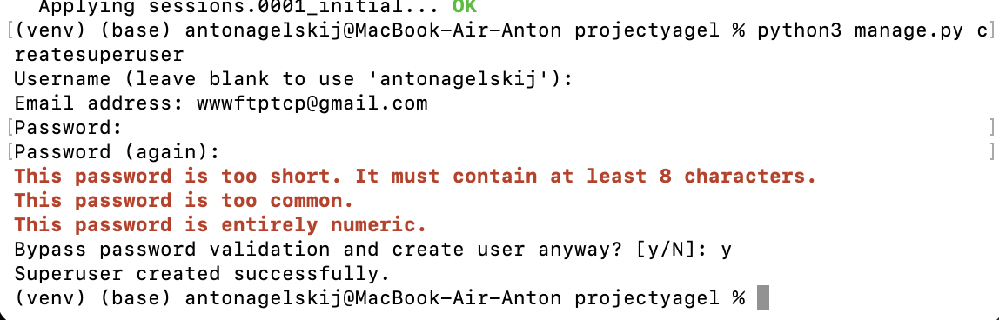 Applying sessions.0001_initial... OK
[(venv) (base) antonagelskij@MacBook-Air-Anton projectyagel % python3 manage.py c]
reatesuperuser
Username (leave blank to use 'antonagelskij'):
Email address: wwwftptcp@gmail.com
[Password: ]
[Password (again): ]
This password is too short. It must contain at least 8 characters.
This password is too common.
This password is entirely numeric.
Bypass password validation and create user anyway? [y/N]: y
Superuser created successfully.
(venv) (base) antonagelskij@MacBook-Air-Anton projectyagel %